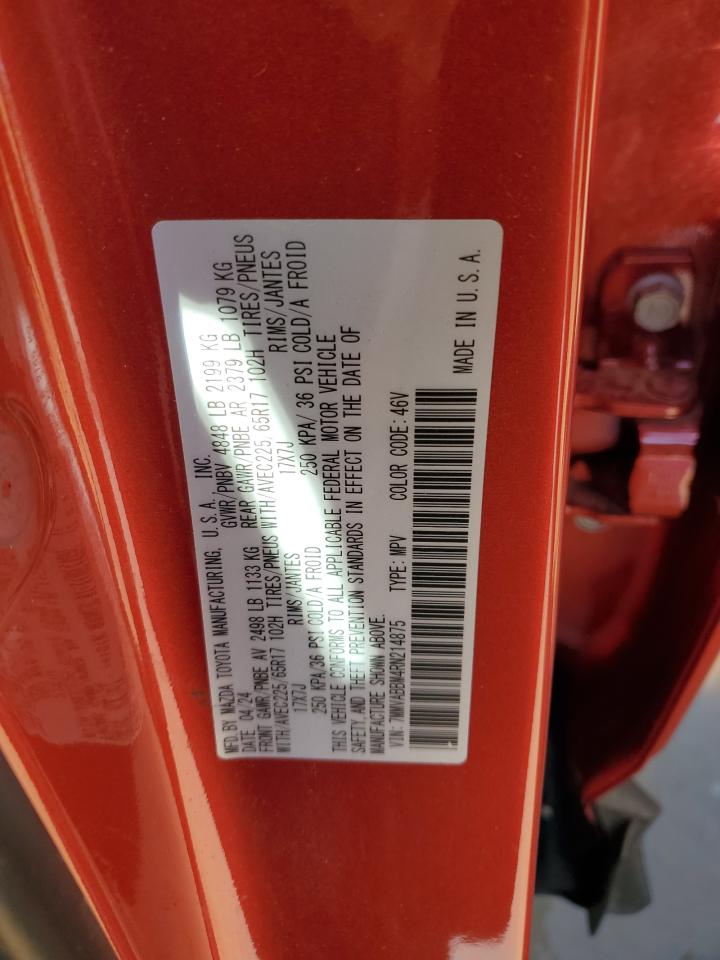 MFD. BY MAZDA TOYOTA MANUFACTURING, U.S.A. INC.
DATE 04/24 GVWR/PNBV 4848 LB 2199 KG
FRONT GAWR/PNBE AV 2498 LB 1133 KG REAR GAWR/PNBE AR 2379 LB 1079 KG
WITH/AVEC225/65R17 102H TIRES/PNEUS WITH/AVEC225/65R17 102H TIRES/PNEUS
17X7J RIMS/JANTES 17X7J RIMS/JANTES
250 KPA/36 PSI COLD/A FROID 250 KPA/36 PSI COLD/A FROID
THIS VEHICLE CONFORMS TO ALL APPLICABLE FEDERAL MOTOR VEHICLE
SAFETY, AND THEFT PREVENTION STANDARDS IN EFFECT ON THE DATE OF
MANUFACTURE SHOWN ABOVE.
VIN: 7MMVABBM4RN214875 TYPE: MPV COLOR CODE: 46V
MADE IN U.S.A.